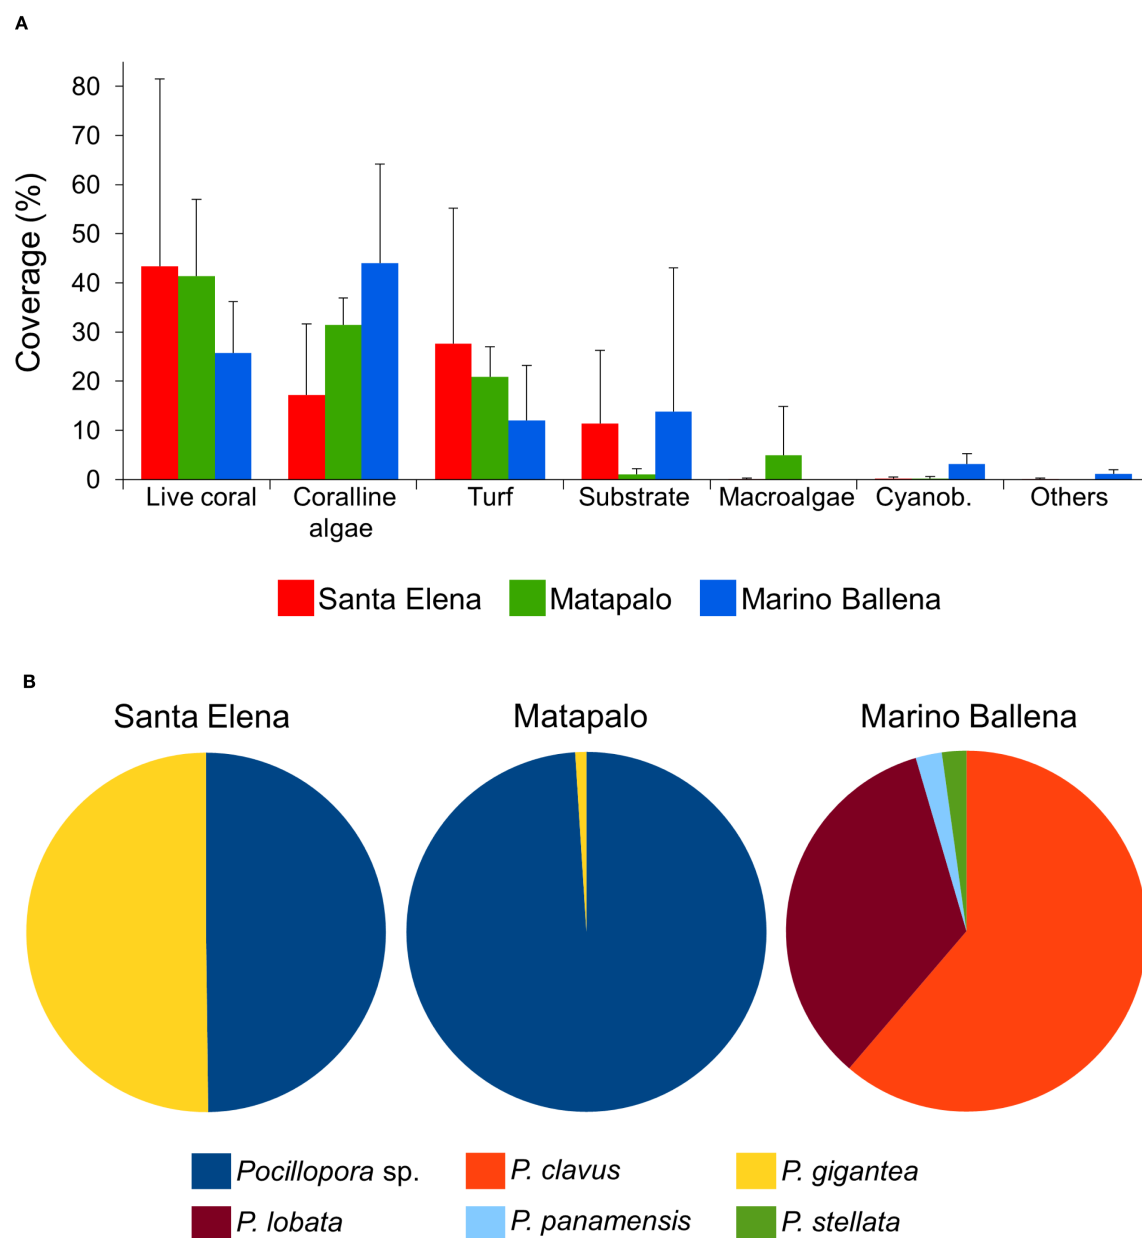 A
Coverage (%)
80
70
60
50
40
30
20
10
0
Live coral
Coralline
algae
Turf
Substrate
Macroalgae
Cyanob.
Others
Santa Elena
Matapalo
Marino Ballena
B
Santa Elena
Matapalo
Marino Ballena
Pocillopora sp.
P. clavus
P. gigantea
P. lobata
P. panamensis
P. stellata